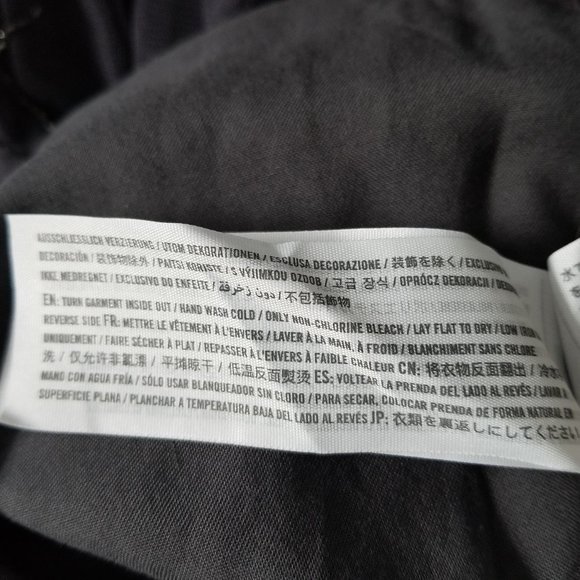 AUSSCHLIESSLICH VERZIERUNG / UTOM DEKORATIONEN / ESCLUSA DECORAZIONE / 装飾を除く / EXCLUSIVE
DECORACIÓN / 装飾物除外 / PAITSI KORISTE / S VÝJIMKOU OZDOB / 고급 장식 / OPRÓCZ DEKORACJI /
IKKE MEDREGNET / EXCLUSIVO DO ENFEITE / دون زخرفة / 不包括飾物
EN: TURN GARMENT INSIDE OUT / HAND WASH COLD / ONLY NON-CHLORINE BLEACH / LAY FLAT TO DRY / LOW IRON
REVERSE SIDE FR: METTRE LE VÊTEMENT À L'ENVERS / LAVER À LA MAIN, À FROID / BLANCHIMENT SANS CHLORE
UNIQUEMENT / FAIRE SÉCHER À PLAT / REPASSER À L'ENVERS À FAIBLE CHALEUR CN: 将衣物反面翻出 / 冷水
洗 / 仅允许非氯漂 / 平摊晾干 / 低温反面熨烫 ES: VOLTEAR LA PRENDA DEL LADO AL REVÉS / LAVAR A
MANO CON AGUA FRÍA / SÓLO USAR BLANQUEADOR SIN CLORO / PARA SECAR, COLOCAR PRENDA DE FORMA NATURAL EN
SUPERFICIE PLANA / PLANCHAR A TEMPERATURA BAJA DEL LADO AL REVÉS JP: 衣類を裏返しにしてください
水